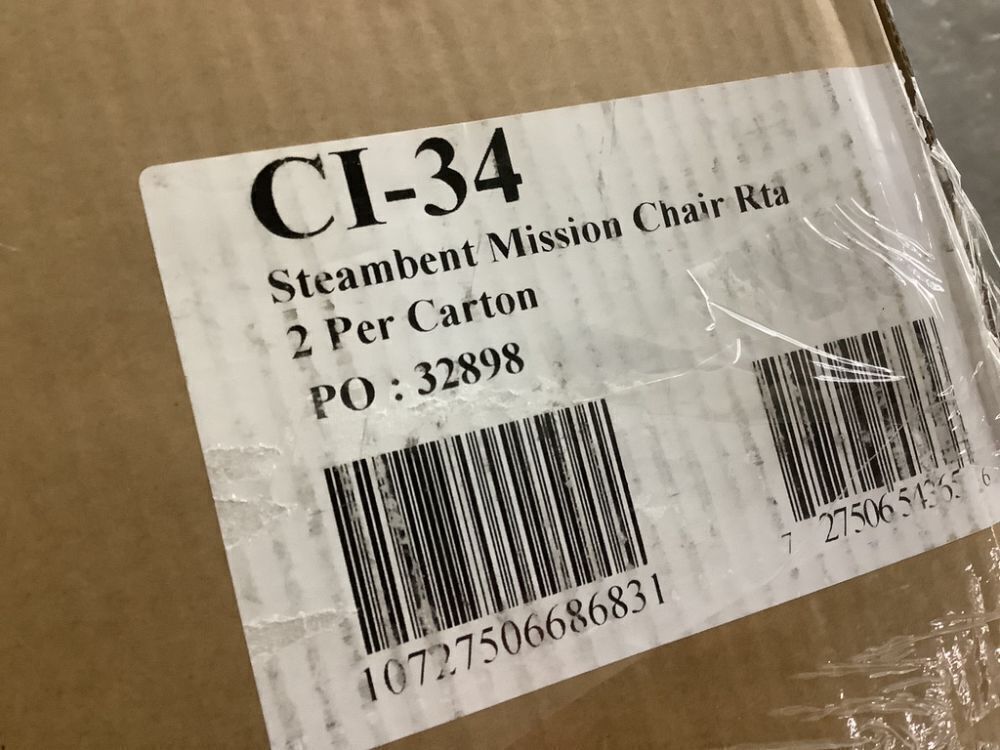 CI-34
Steambent Mission Chair Rta
2 Per Carton
PO : 32898
10727506686831
7 27506 54365 6